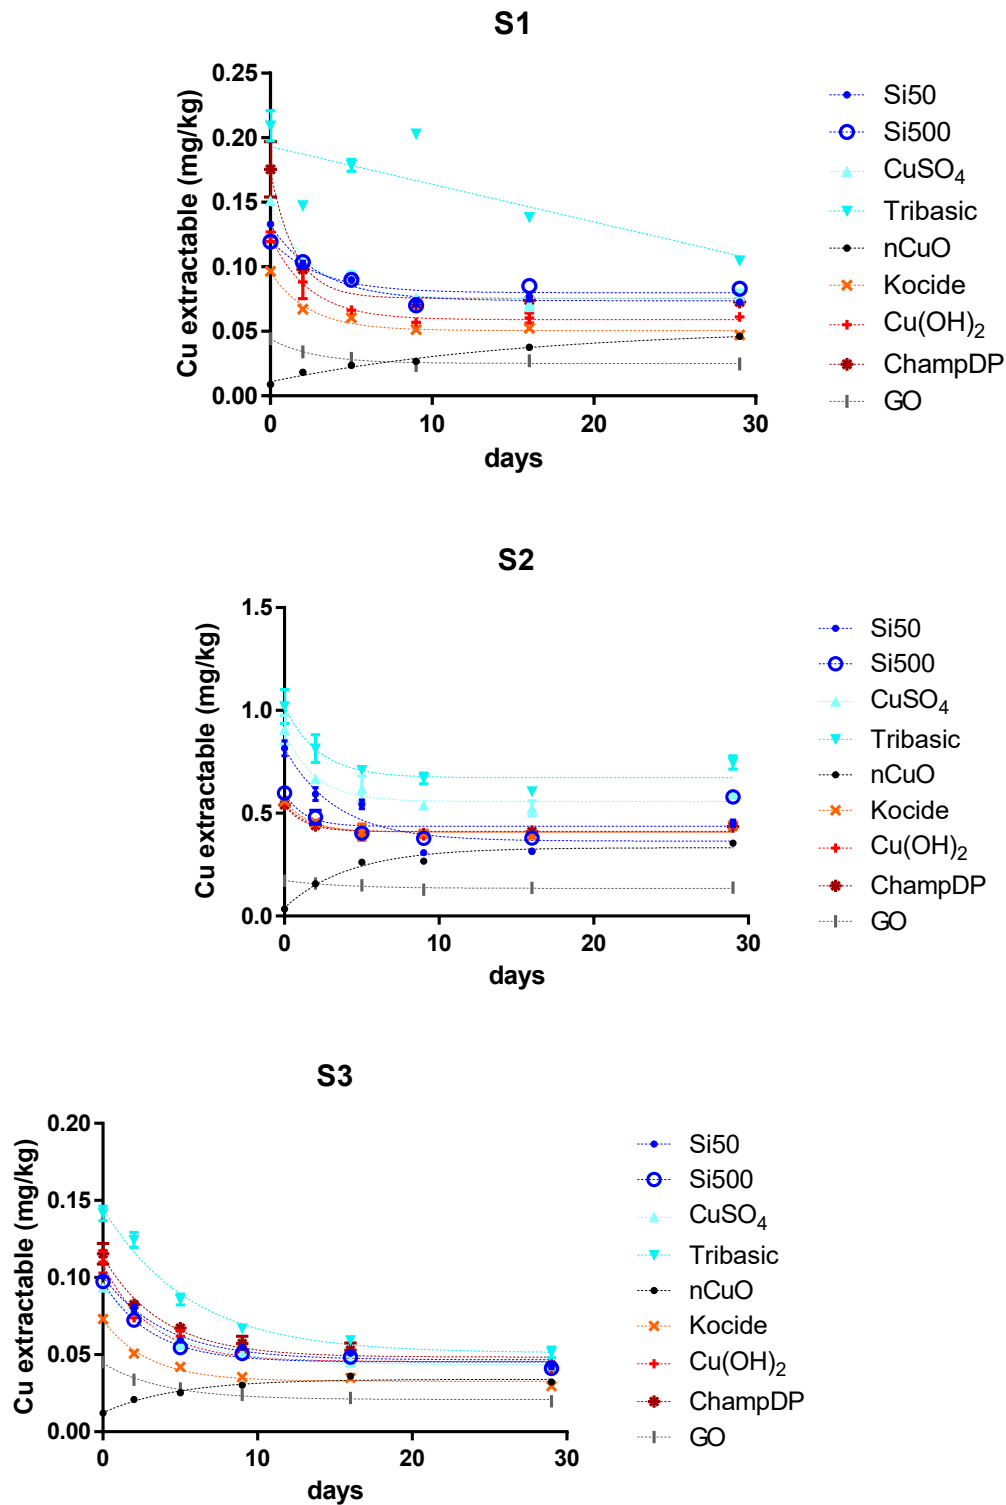 S1
Cu extractable (mg/kg)
0.25
0.20
0.15
0.10
0.05
0.00
0
10
20
30
days
Si50
Si500
CuSO4
Tribasic
nCuO
Kocide
Cu(OH)2
ChampDP
GO
S2
Cu extractable (mg/kg)
1.5
1.0
0.5
0.0
0
10
20
30
days
Si50
Si500
CuSO4
Tribasic
nCuO
Kocide
Cu(OH)2
ChampDP
GO
S3
Cu extractable (mg/kg)
0.20
0.15
0.10
0.05
0.00
0
10
20
30
days
Si50
Si500
CuSO4
Tribasic
nCuO
Kocide
Cu(OH)2
ChampDP
GO